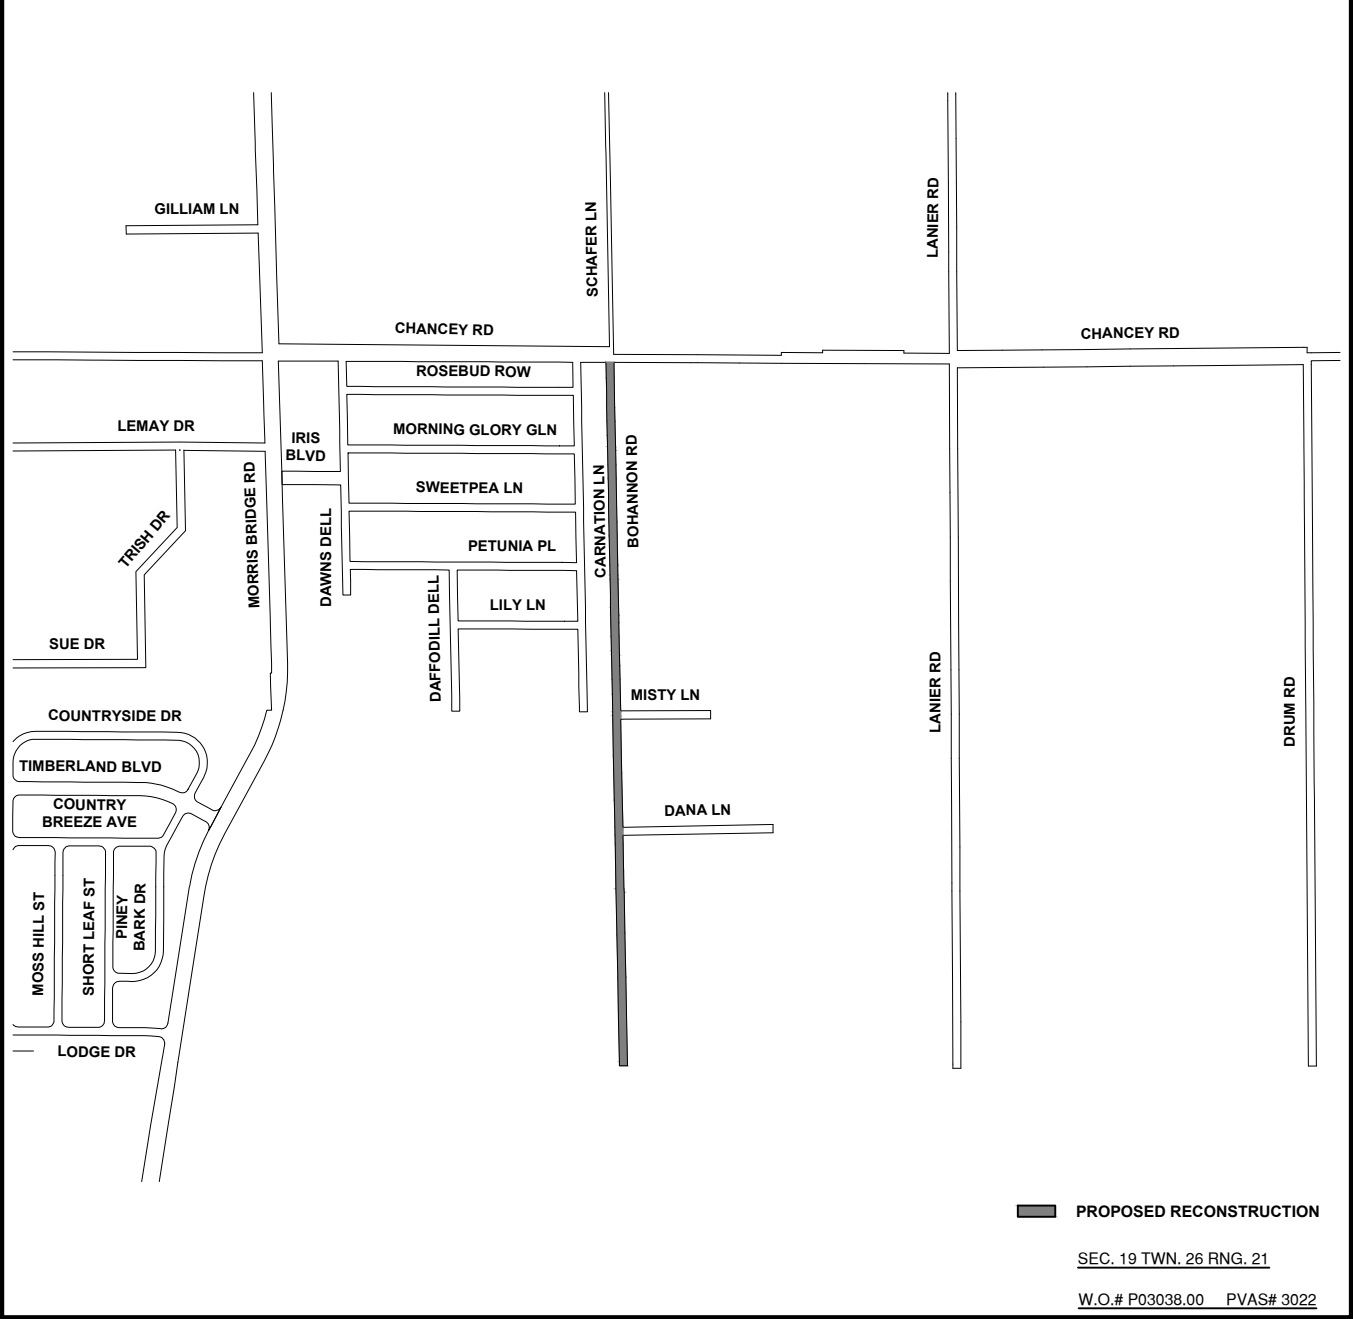 GILLIAM LN
SCHAFER LN
LANIER RD
CHANCEY RD
CHANCEY RD
ROSEBUD ROW
LEMAY DR
MORNING GLORY GLN
IRIS
BLVD
SWEETPEA LN
CARNATION LN
BOHANNON RD
MORRIS BRIDGE RD
TRISH DR
DAWNS DELL
PETUNIA PL
DAFFODILL DELL
LILY LN
SUE DR
MISTY LN
LANIER RD
DRUM RD
COUNTRYSIDE DR
TIMBERLAND BLVD
COUNTRY
BREEZE AVE
DANA LN
MOSS HILL ST
SHORT LEAF ST
PINEY
BARK DR
LODGE DR
PROPOSED RECONSTRUCTION
SEC. 19 TWN. 26 RNG. 21
W.O.# P03038.00 PVAS# 3022